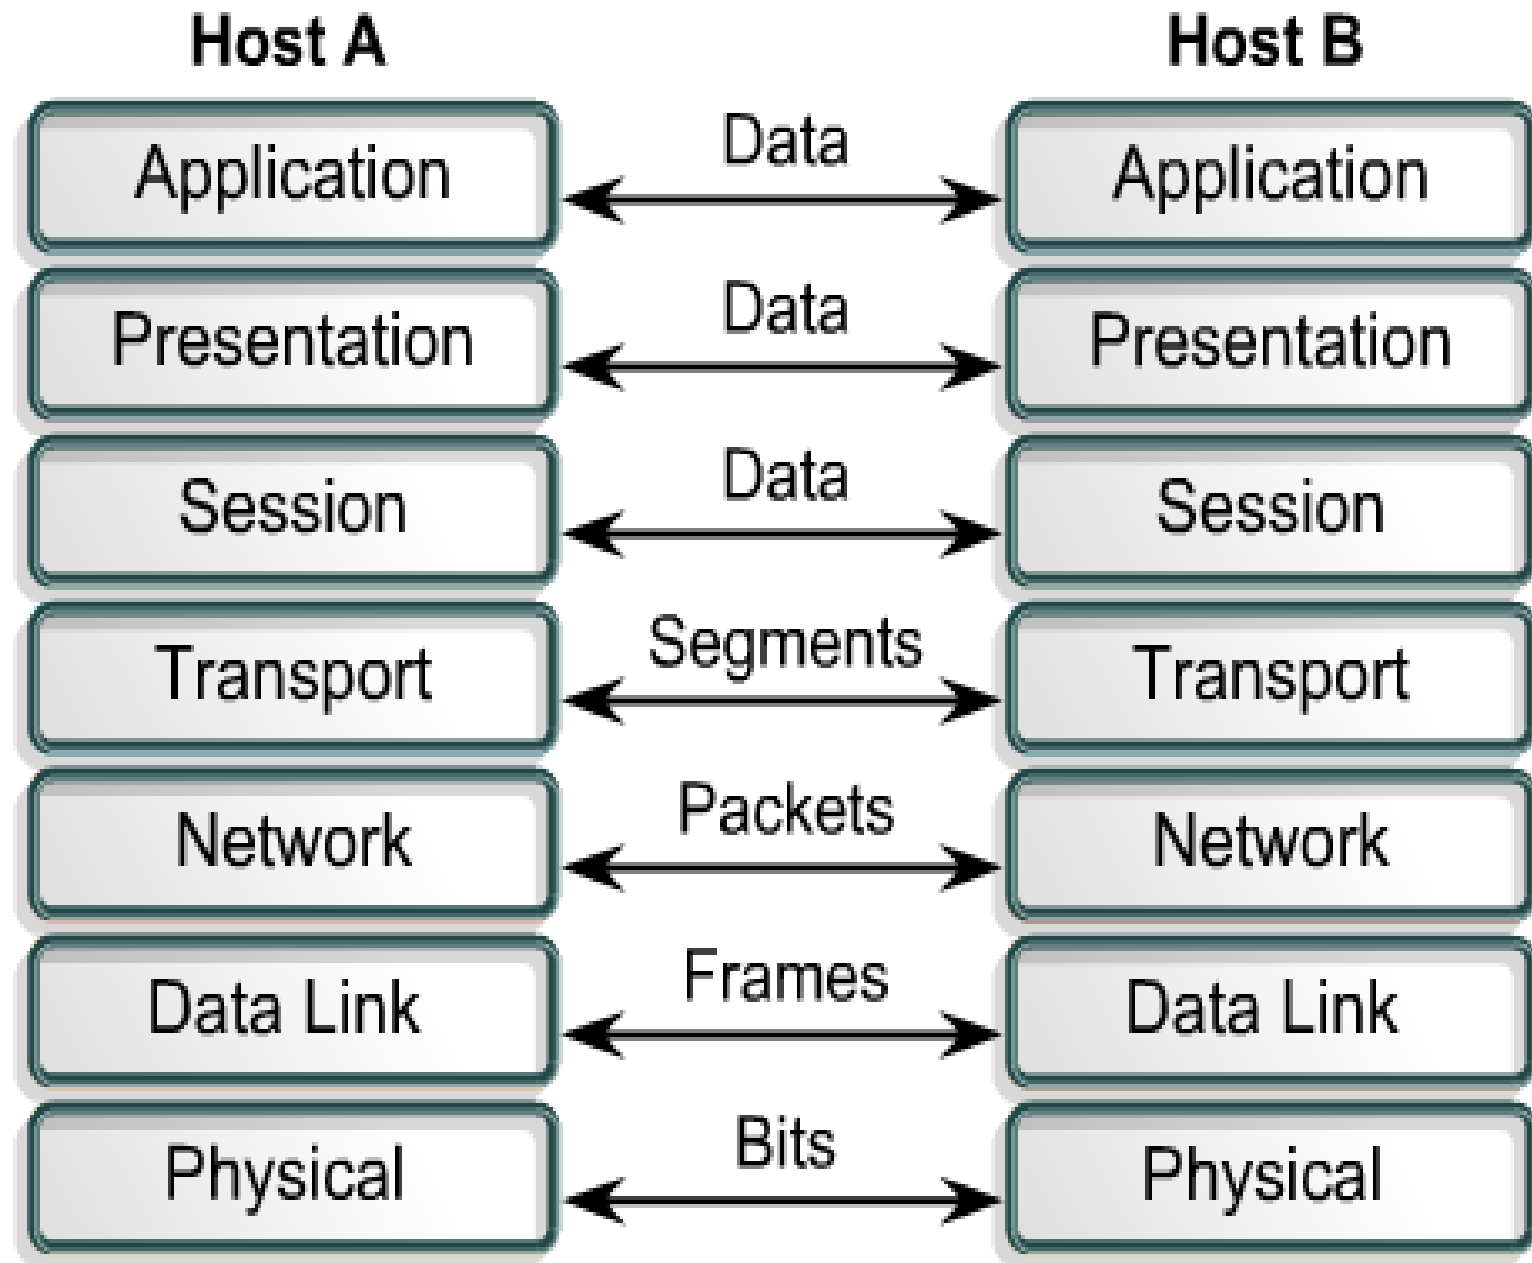 Host A Host B
Application Data Application
Presentation Data Presentation
Session Data Session
Transport Segments Transport
Network Packets Network
Data Link Frames Data Link
Physical Bits Physical